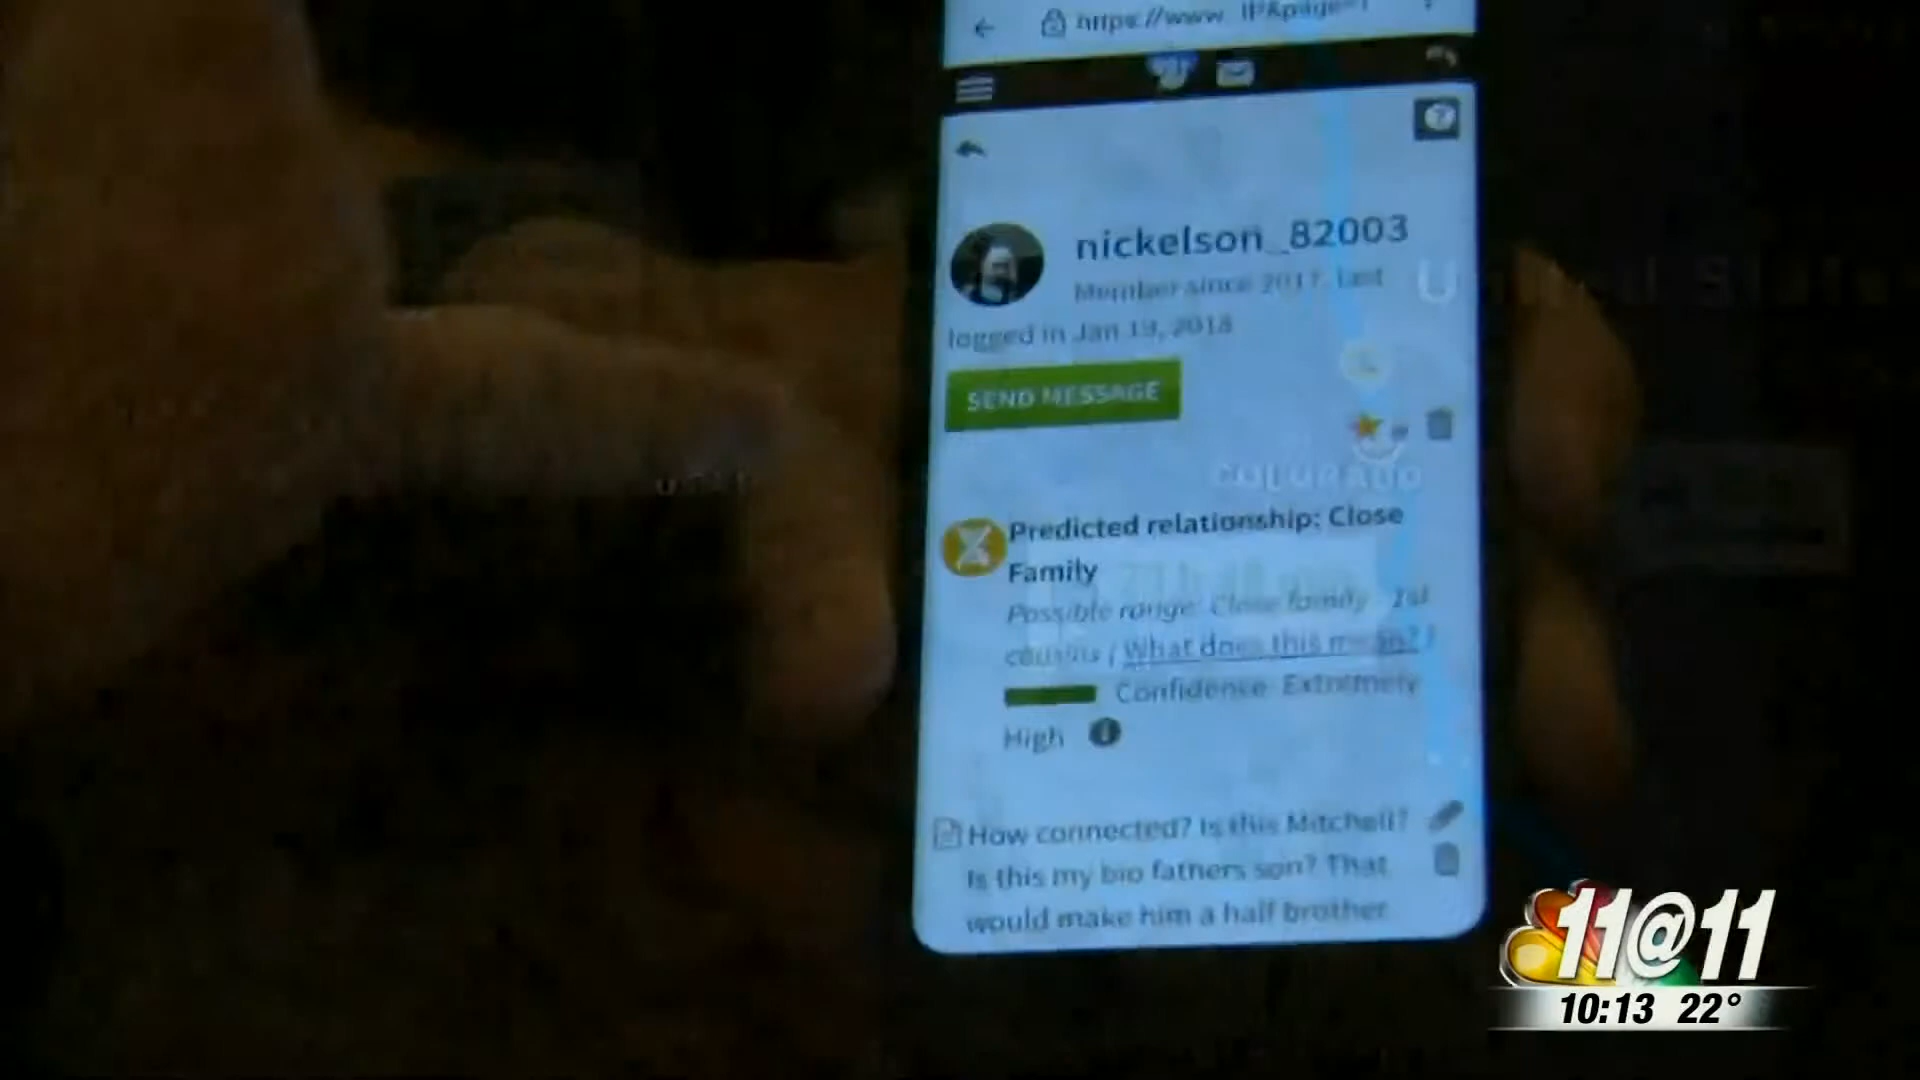 https://www.
nickelson_82003
Member since 2017, last
logged in Jan 13, 2018
SEND MESSAGE
COLORADO
Predicted relationship: Close
Family
Possible range: Close family - 1st
cousins ( What does this mean? )
Confidence: Extremely
High
How connected? Is this Mitchell?
Is this my bio fathers son? That
would make him a half brother
11@11
10:13 22°